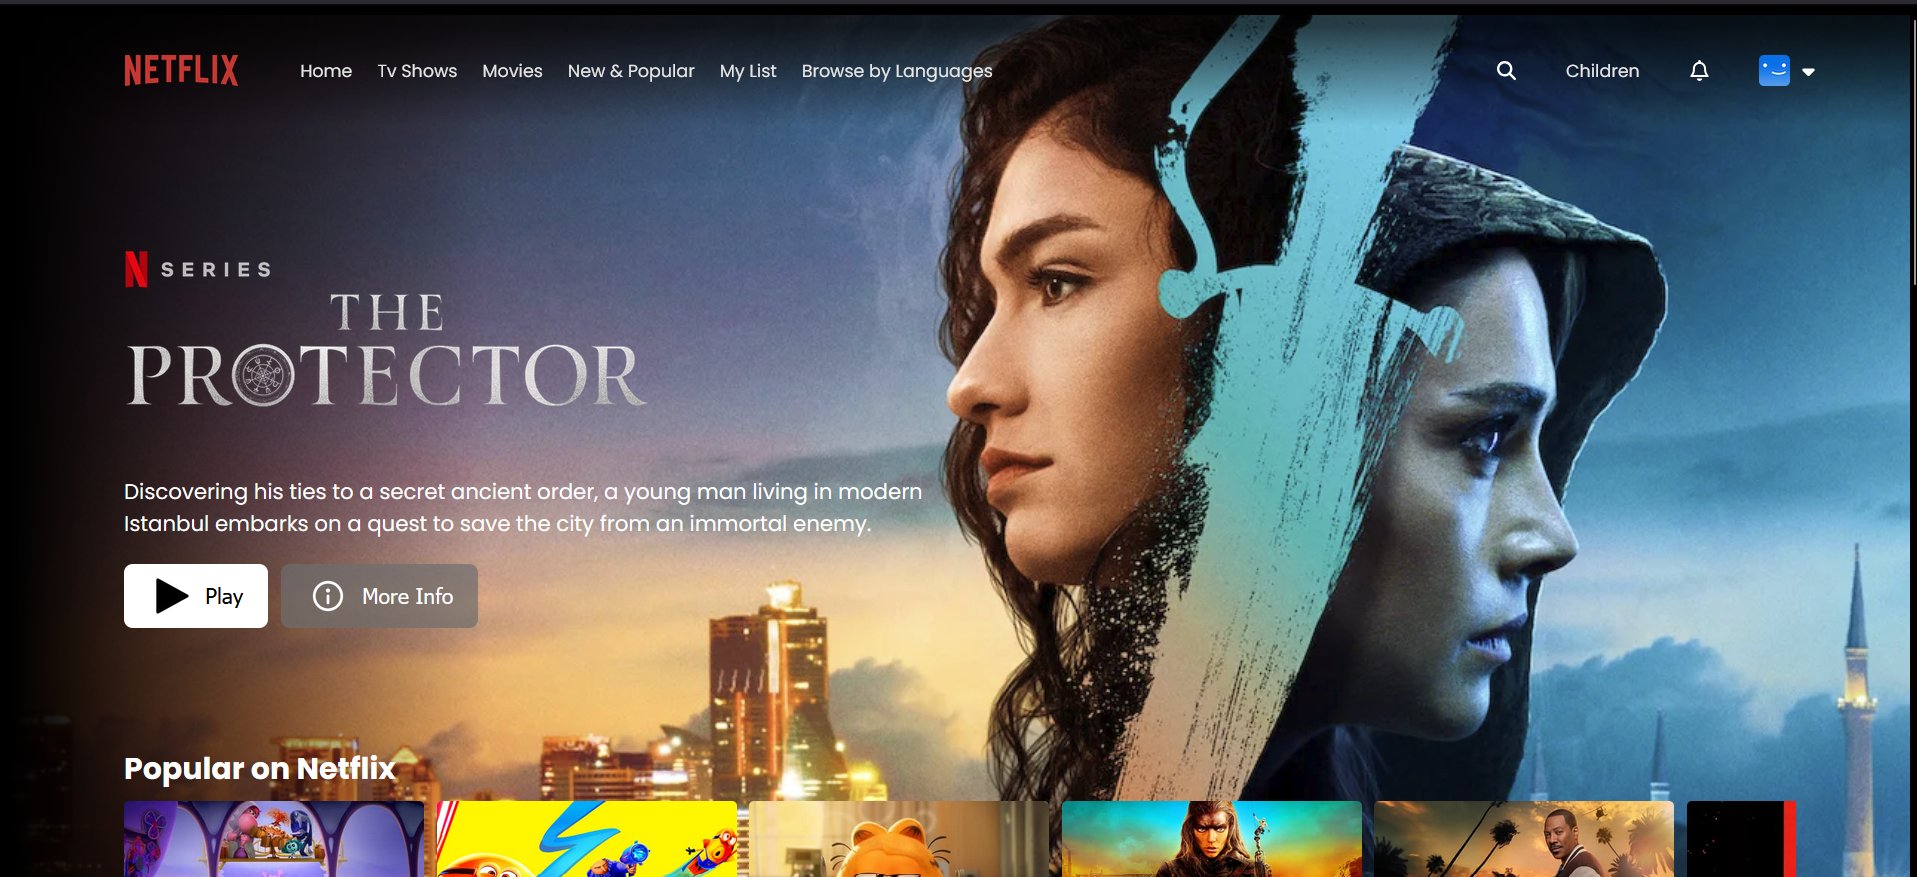 NETFLIX
Home Tv Shows Movies New & Popular My List Browse by Languages
Children
N SERIES
THE
PROTECTOR
Discovering his ties to a secret ancient order, a young man living in modern
Istanbul embarks on a quest to save the city from an immortal enemy.
Play
More Info
Popular on Netflix